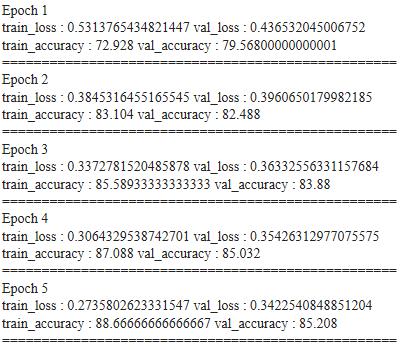 Epoch 1
train_loss : 0.5313765434821447 val_loss : 0.436532045006752
train_accuracy : 72.928 val_accuracy : 79.56800000000001
==================================================
Epoch 2
train_loss : 0.3845316455165545 val_loss : 0.3960650179982185
train_accuracy : 83.104 val_accuracy : 82.488
==================================================
Epoch 3
train_loss : 0.3372781520485878 val_loss : 0.36332556331157684
train_accuracy : 85.58933333333333 val_accuracy : 83.88
==================================================
Epoch 4
train_loss : 0.3064329538742701 val_loss : 0.35426312977075575
train_accuracy : 87.088 val_accuracy : 85.032
==================================================
Epoch 5
train_loss : 0.2735802623331547 val_loss : 0.3422540848851204
train_accuracy : 88.66666666666667 val_accuracy : 85.208
==================================================